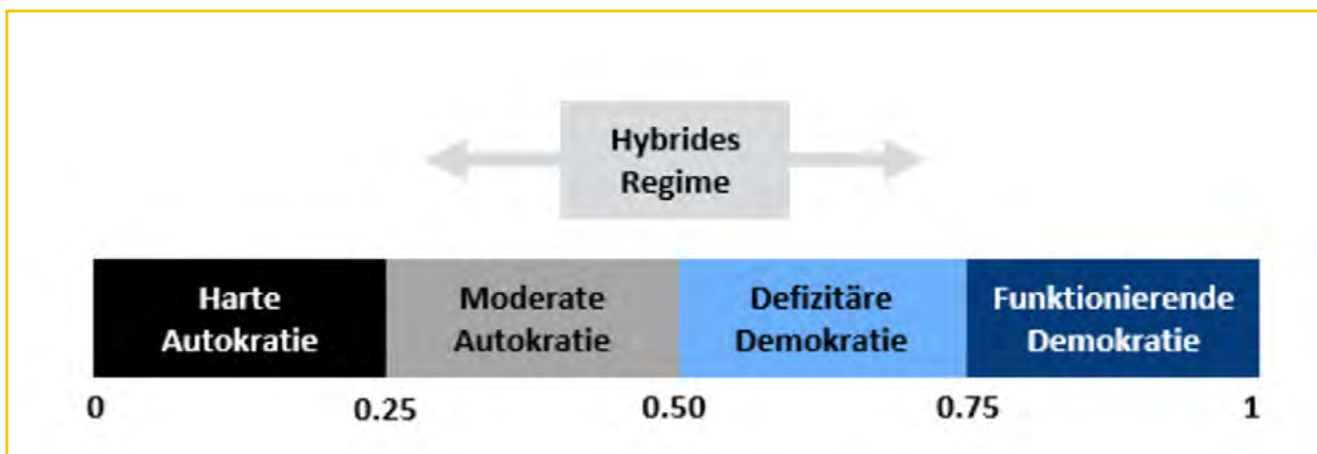 Hybrides
Regime
Harte
Autokratie
Moderate
Autokratie
Defizitäre
Demokratie
Funktionierende
Demokratie
0
0.25
0.50
0.75
1